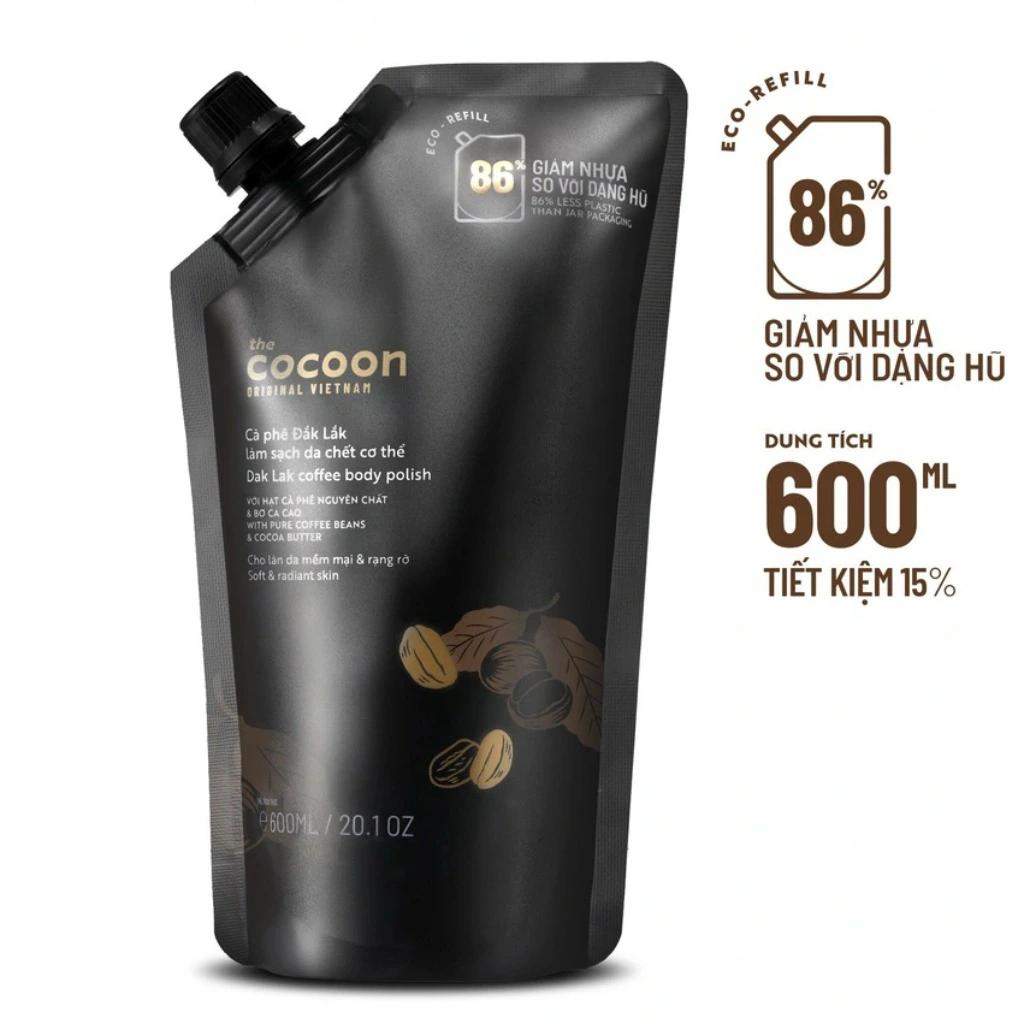 ECO-REFILL
86%
GIẢM NHỰA
SO VỚI DẠNG HŨ
86% LESS PLASTIC
THAN JAR PACKAGING
the
cocoon
ORIGINAL VIETNAM
Cà phê Đắk Lắk
làm sạch da chết cơ thể
Dak Lak coffee body polish
VỚI HẠT CÀ PHÊ NGUYÊN CHẤT
& BƠ CA CAO
WITH PURE COFFEE BEANS
& COCOA BUTTER
Cho làn da mềm mại & rạng rỡ
Soft & radiant skin
e 600ML / 20.1 OZ
ECO-REFILL
86%
GIẢM NHỰA
SO VỚI DẠNG HŨ
DUNG TÍCH
600 ML
TIẾT KIỆM 15%